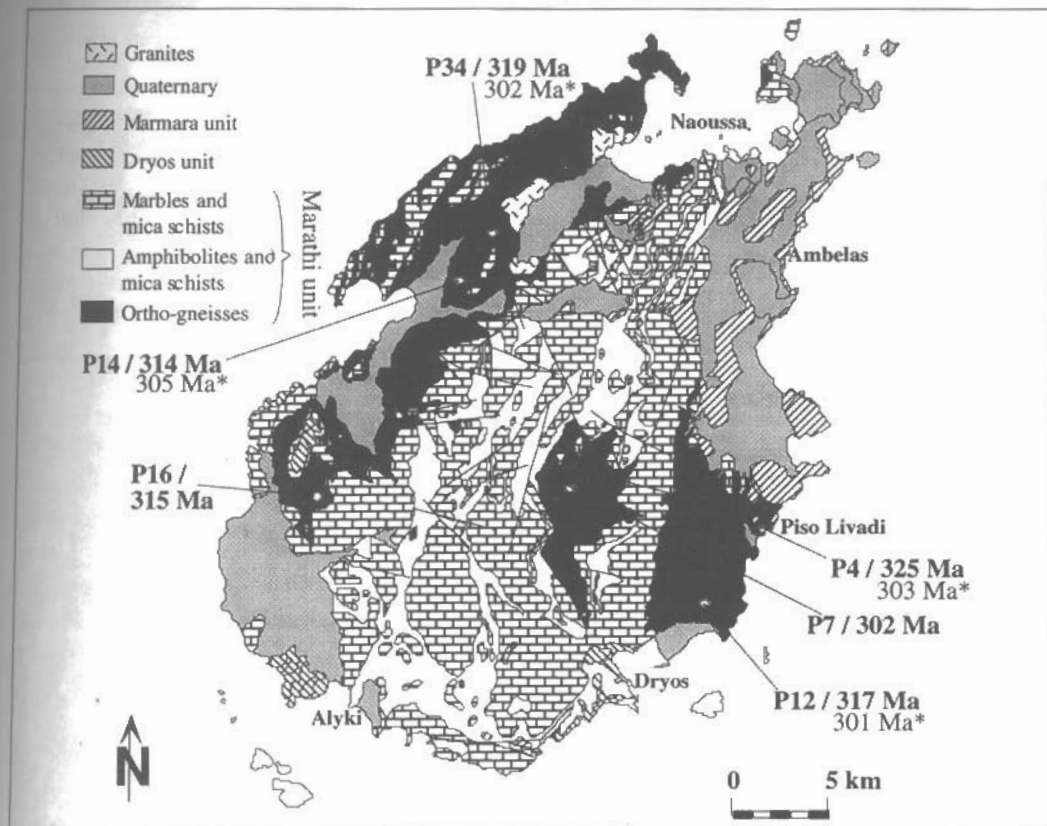 Granites
Quaternary
Marmara unit
Dryos unit
Marbles and
mica schists
Amphibolites and
mica schists
Ortho-gneisses
Marathi unit
P34 / 319 Ma
302 Ma*
Naoussa
Ambelas
P14 / 314 Ma
305 Ma*
P16 /
315 Ma
Piso Livadi
P4 / 325 Ma
303 Ma*
P7 / 302 Ma
Dryos
P12 / 317 Ma
301 Ma*
Alyki
N
0 5 km